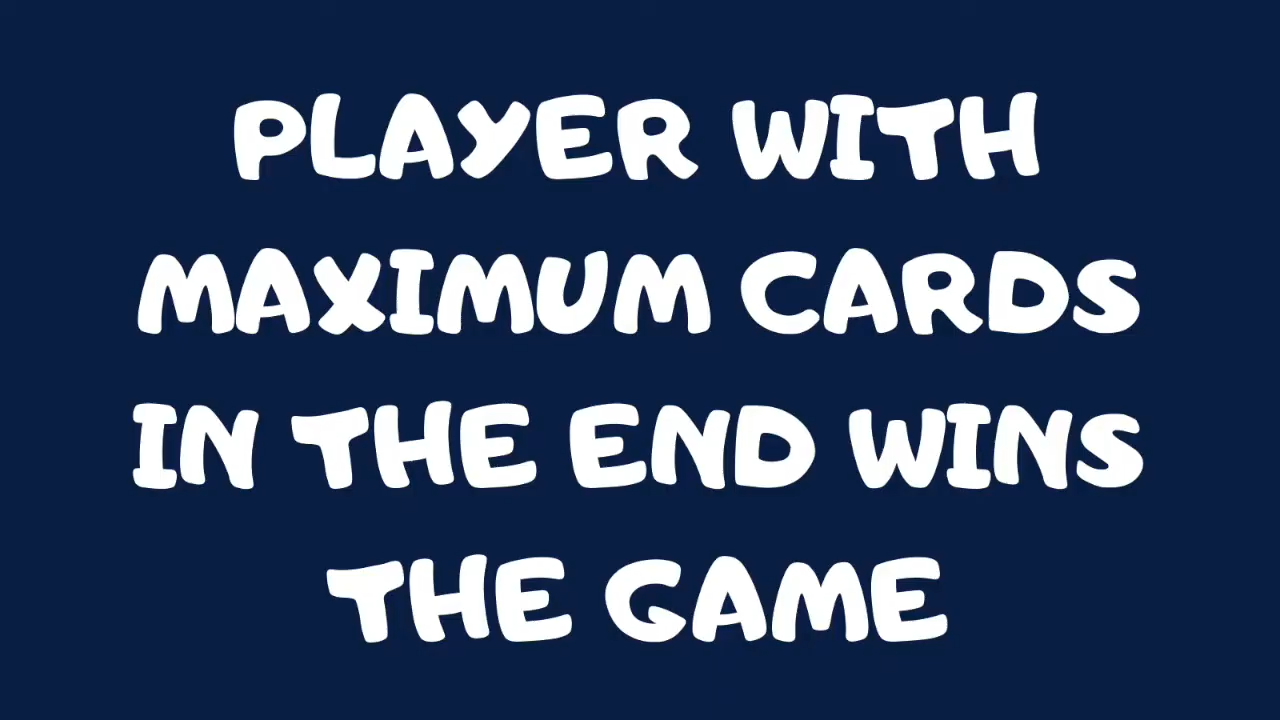 PLAYER WITH
MAXIMUM CARDS
IN THE END WINS
THE GAME